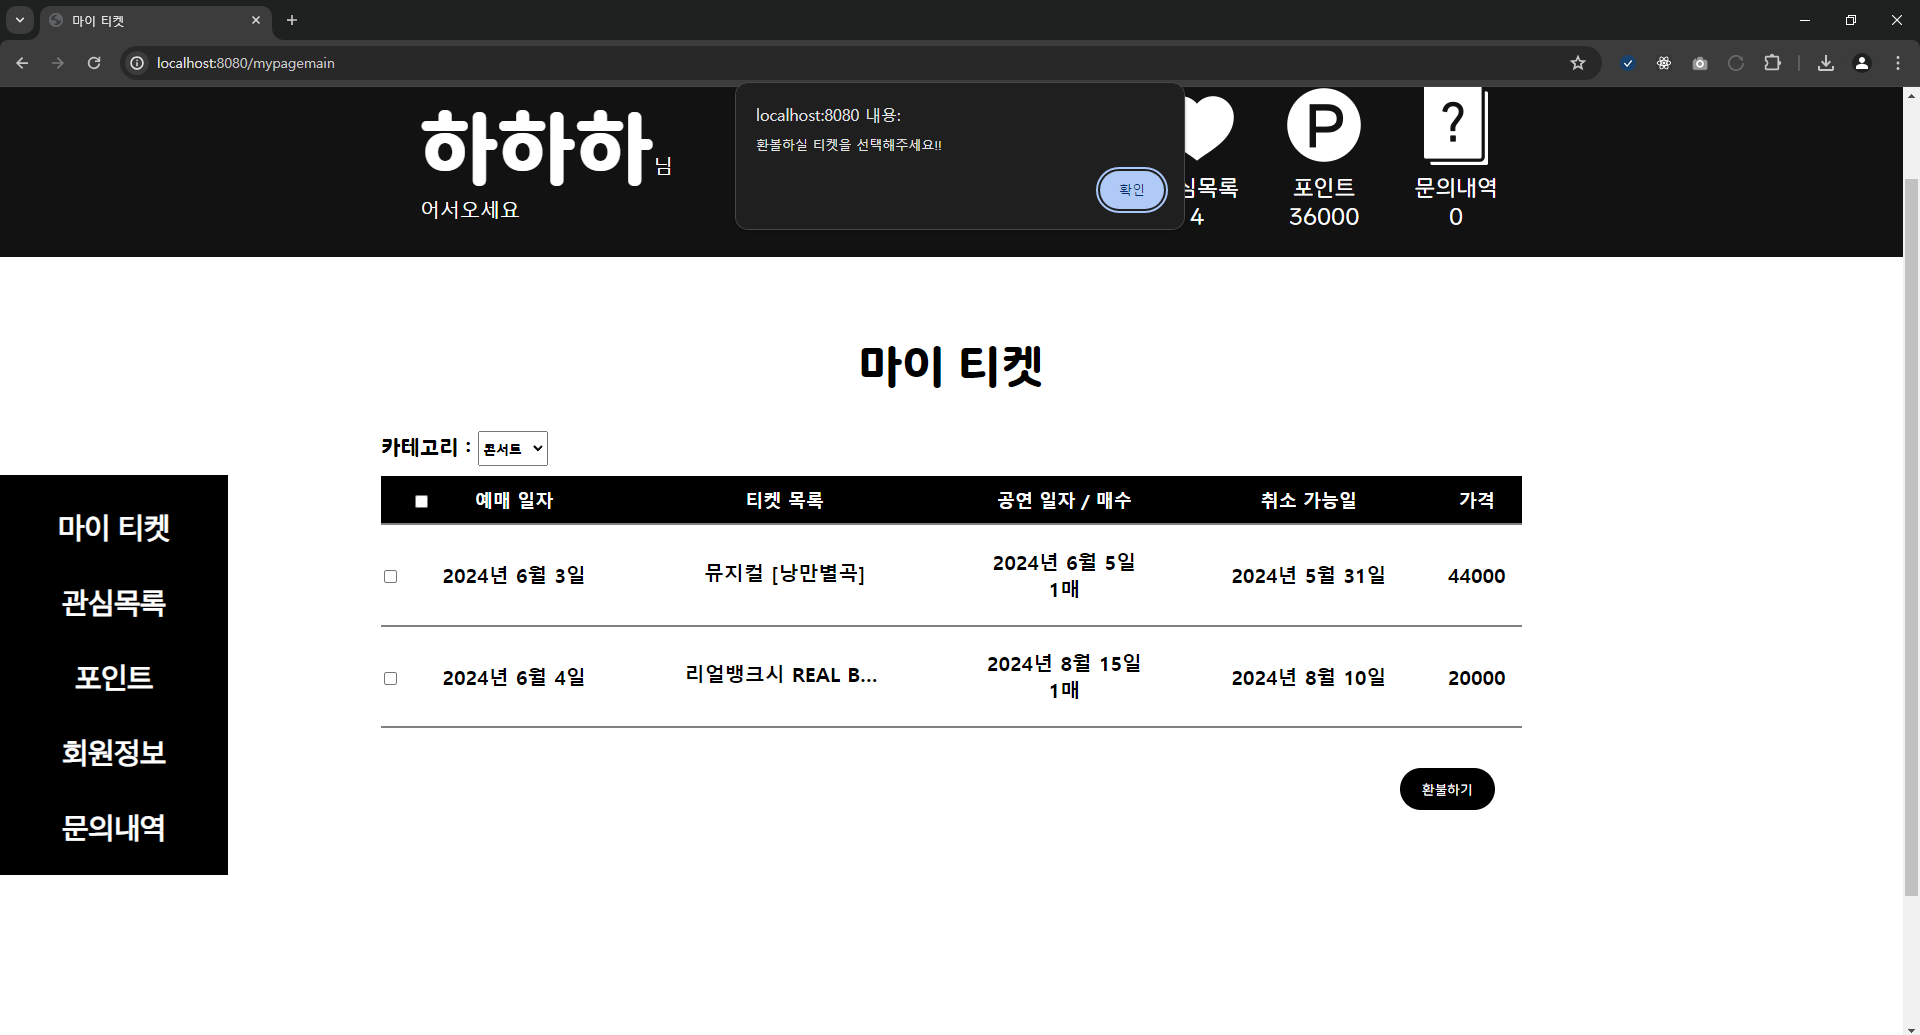 마이 티켓
localhost:8080/mypagemain
localhost:8080 내용:
환불하실 티켓을 선택해주세요!!
확인
하하하님
어서오세요
심목록
4
포인트
36000
문의내역
0
마이 티켓
카테고리 : 콘서트
예매 일자 티켓 목록 공연 일자 / 매수 취소 가능일 가격
2024년 6월 3일 뮤지컬 [낭만별곡] 2024년 6월 5일 1매 2024년 5월 31일 44000
2024년 6월 4일 리얼뱅크시 REAL B... 2024년 8월 15일 1매 2024년 8월 10일 20000
환불하기
마이 티켓
관심목록
포인트
회원정보
문의내역